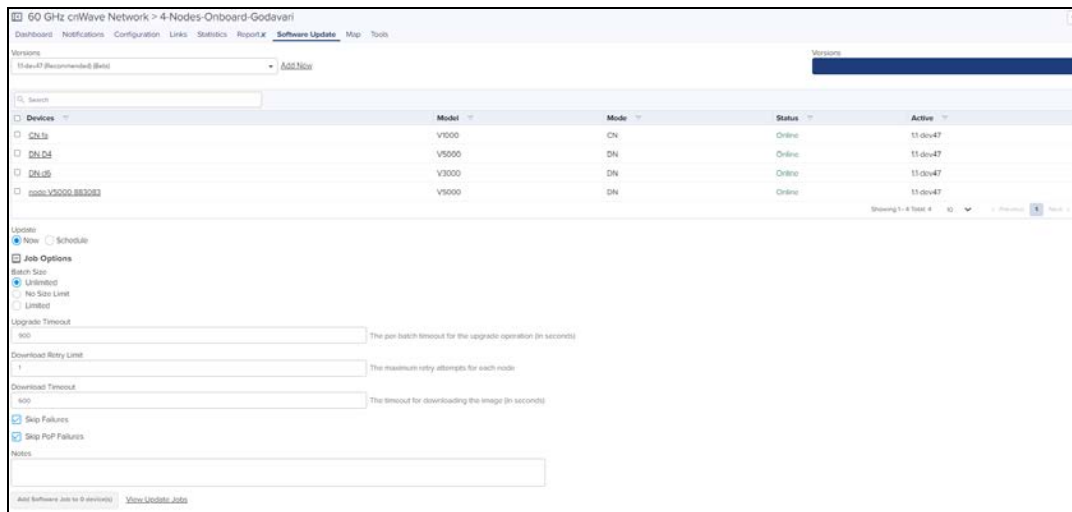 60 GHz cnWave Network > 4-Nodes-Onboard-Godavari
Dashboard Notifications Configuration Links Statistics Report Software Update Map Tools
Versions Versions
1.1-dev47 (Recommended) (Beta) Add Now
Search
Devices Model Mode Status Active
CN fs V1000 CN Online 1.1-dev47
DN D4 V5000 DN Online 1.1-dev47
DN d6 V3000 DN Online 1.1-dev47
node V5000 883083 V5000 DN Online 1.1-dev47
Showing 1 - 4 Total: 4 10 < Previous 1 Next >
Update
Now Schedule
Job Options
Batch Size
Unlimited
No Size Limit
Limited
Upgrade Timeout
900 The per-batch timeout for the upgrade operation (in seconds)
Download Retry Limit
1 The maximum retry attempts for each node
Download Timeout
600 The timeout for downloading the image (in seconds)
Skip Failures
Skip PoP Failures
Notes
Add Software Job to 0 device(s) View Update Jobs